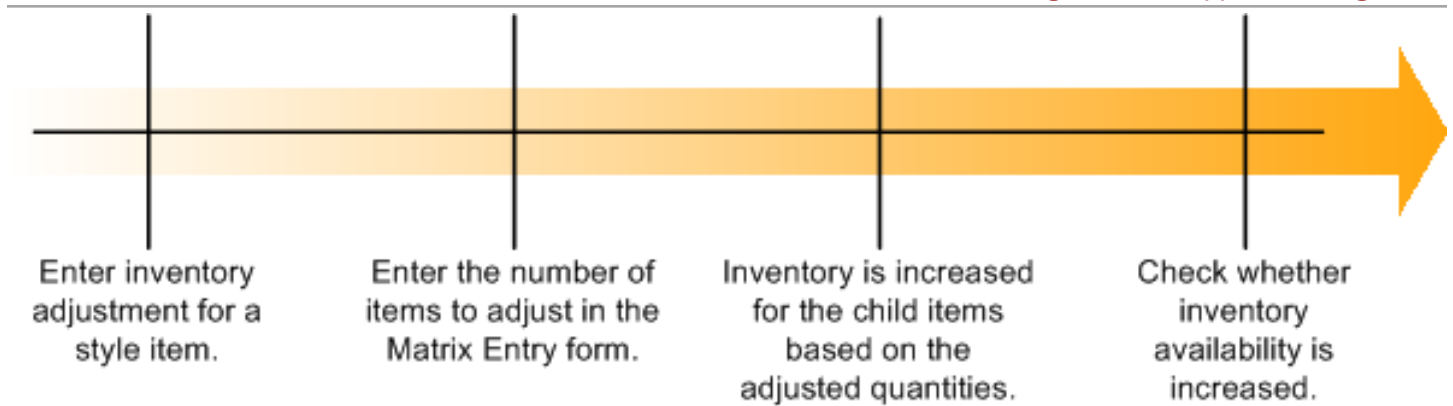 Enter inventory
adjustment for a
style item.
Enter the number of
items to adjust in the
Matrix Entry form.
Inventory is increased
for the child items
based on the
adjusted quantities.
Check whether
inventory
availability is
increased.